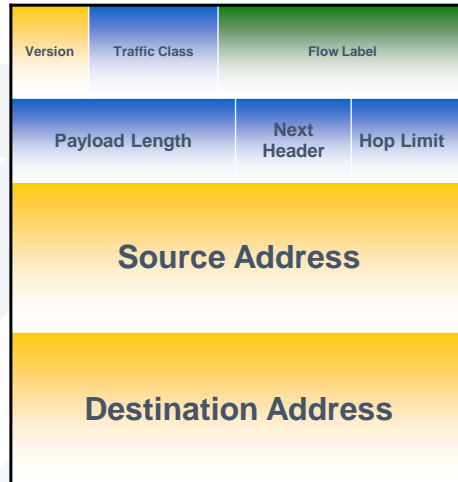 Version Traffic Class Flow Label
Payload Length Next Header Hop Limit
Source Address
Destination Address